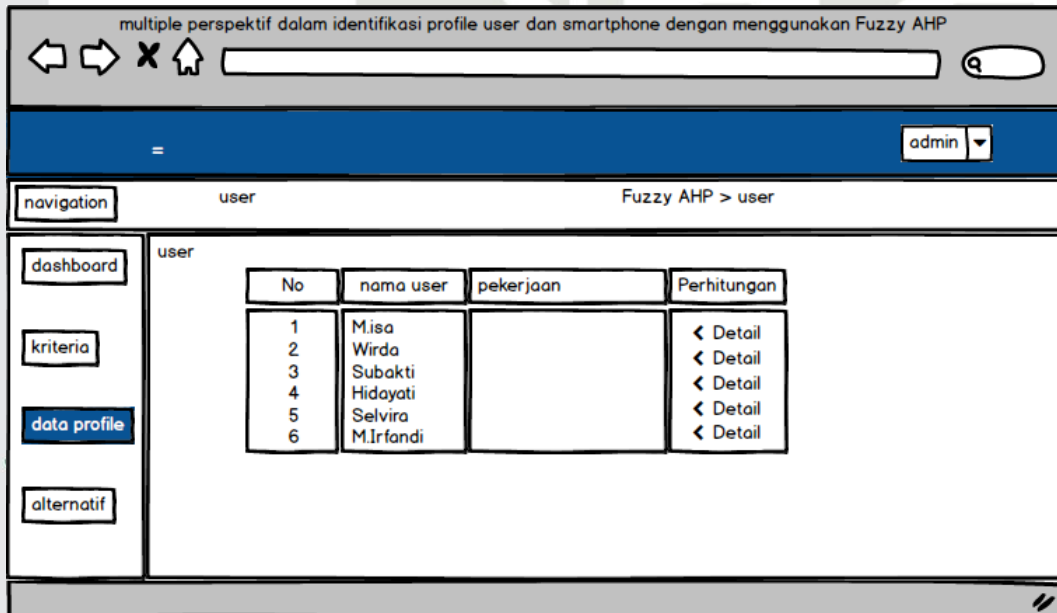 multiple perspektif dalam identifikasi profile user dan smartphone dengan menggunakan Fuzzy AHP
= admin
navigation user Fuzzy AHP > user
dashboard
kriteria
data profile
alternatif
user
No nama user pekerjaan Perhitungan
1 M.isa < Detail
2 Wirda < Detail
3 Subakti < Detail
4 Hidayati < Detail
5 Selvira < Detail
6 M.Irfandi